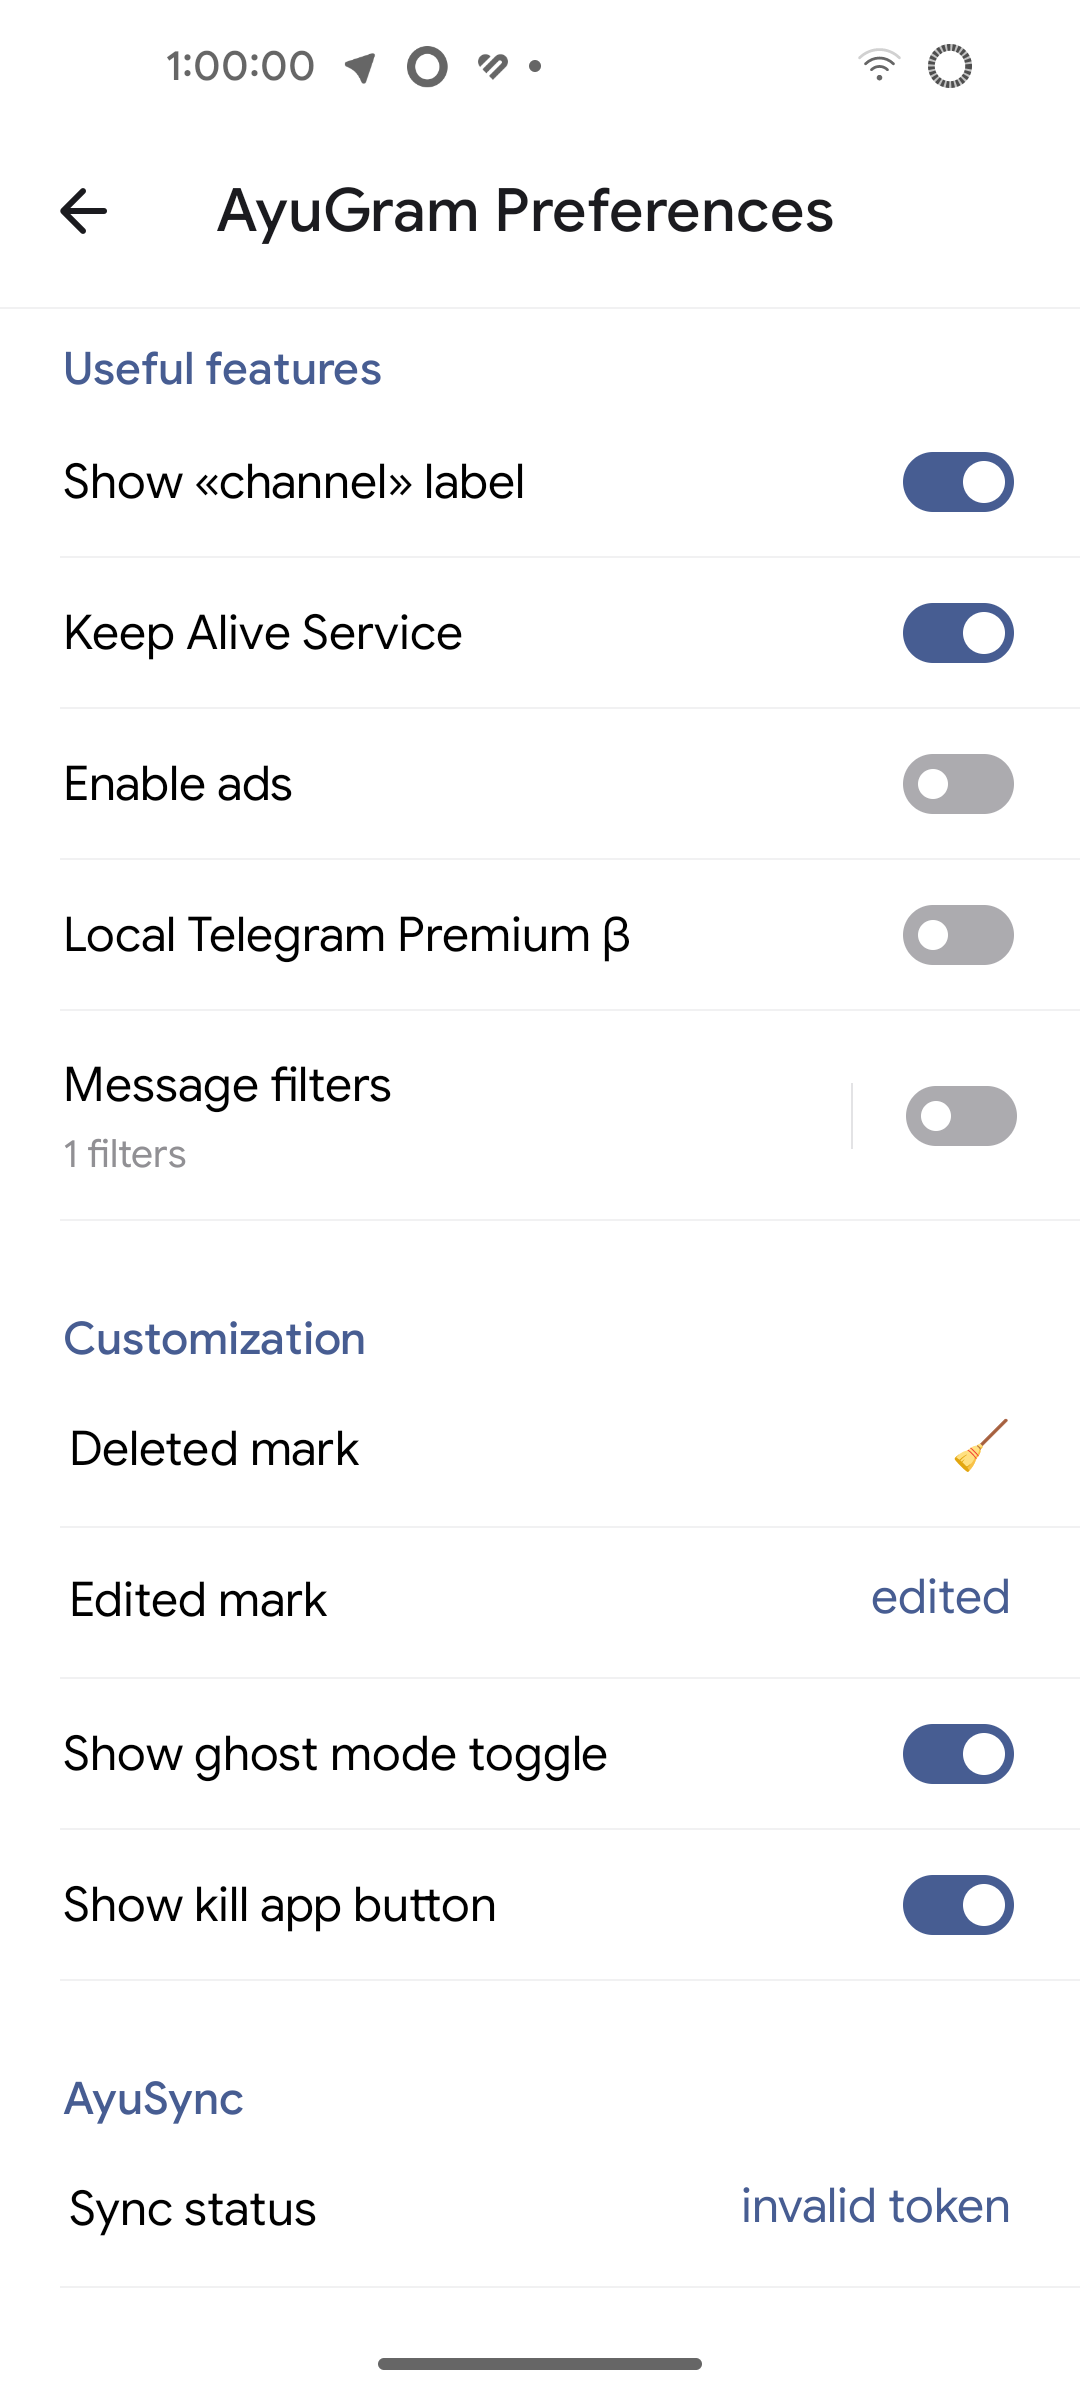 1:00:00
AyuGram Preferences
Useful features
Show «channel» label
Keep Alive Service
Enable ads
Local Telegram Premium β
Message filters
1 filters
Customization
Deleted mark 🧹
Edited mark edited
Show ghost mode toggle
Show kill app button
AyuSync
Sync status invalid token